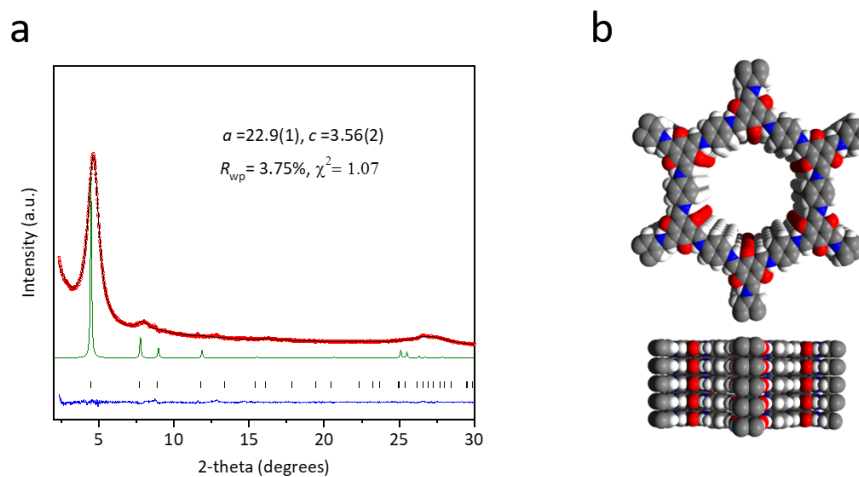 a
b
a =22.9(1), c =3.56(2)
Rwp= 3.75%, χ²= 1.07
Intensity (a.u.)
5 10 15 20 25 30
2-theta (degrees)